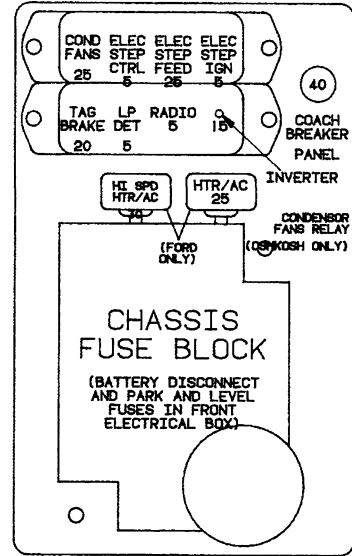 COND ELEC ELEC ELEC
FANS STEP STEP STEP
CTRL FEED IGN
25 5 25 5
TAG LP RADIO
BRAKE DET 5 15
20 5
40
COACH
BREAKER
PANEL
INVERTER
HI SPD
HTR/AC
30
HTR/AC
25
(FORD
ONLY)
CONDENSOR
FANS RELAY
(OSHKOSH ONLY)
CHASSIS
FUSE BLOCK
(BATTERY DISCONNECT
AND PARK AND LEVEL
FUSES IN FRONT
ELECTRICAL BOX)